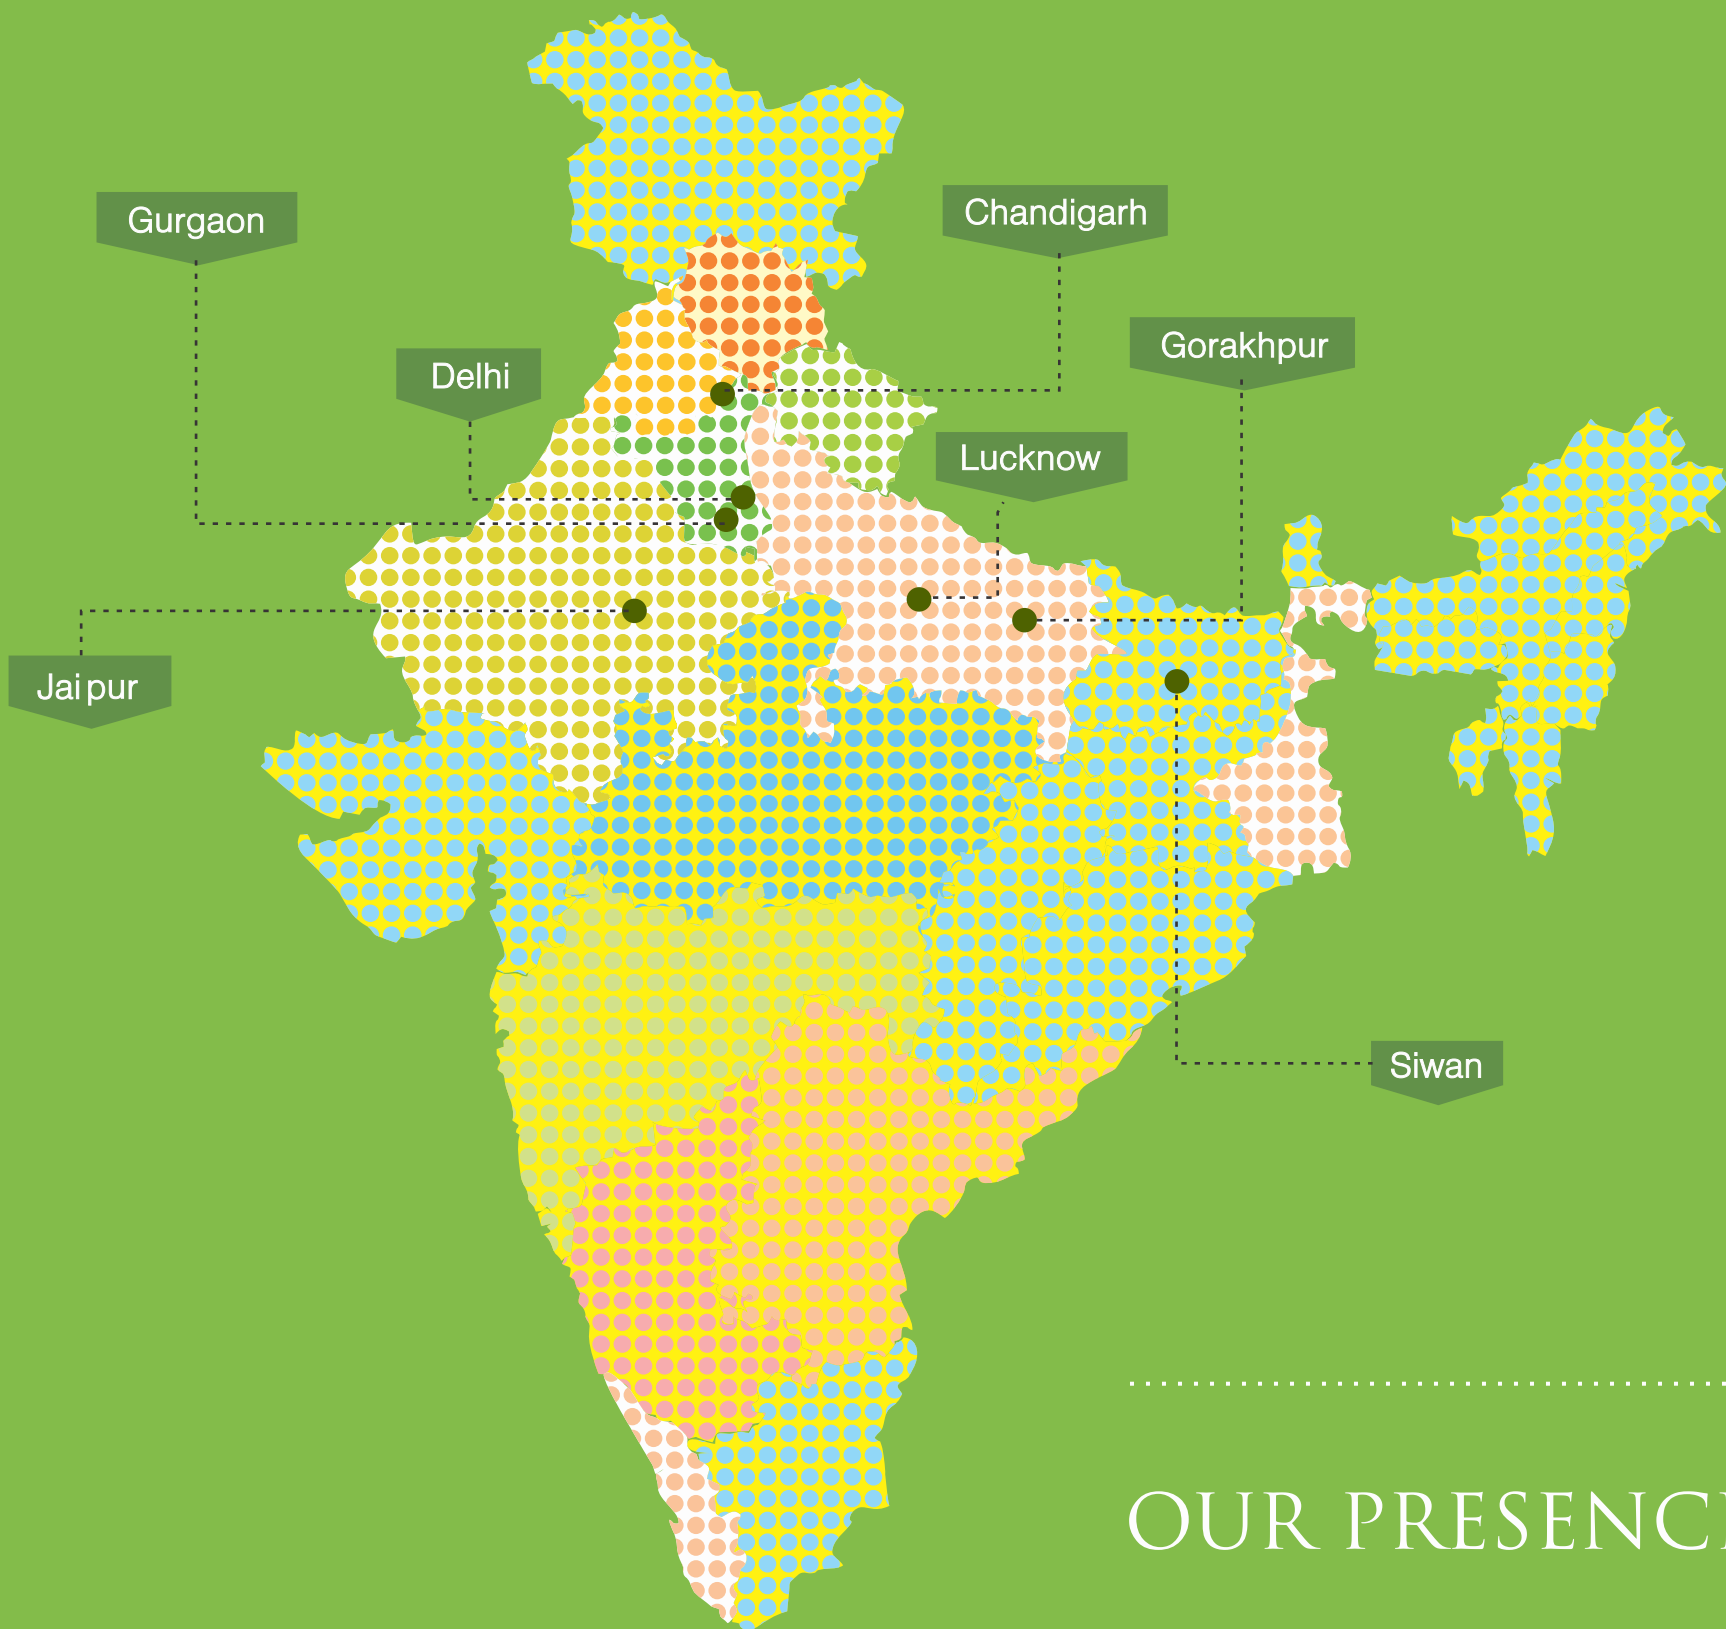 Gurgaon
Chandigarh
Gorakhpur
Delhi
Lucknow
Jaipur
Siwan
OUR PRESENC